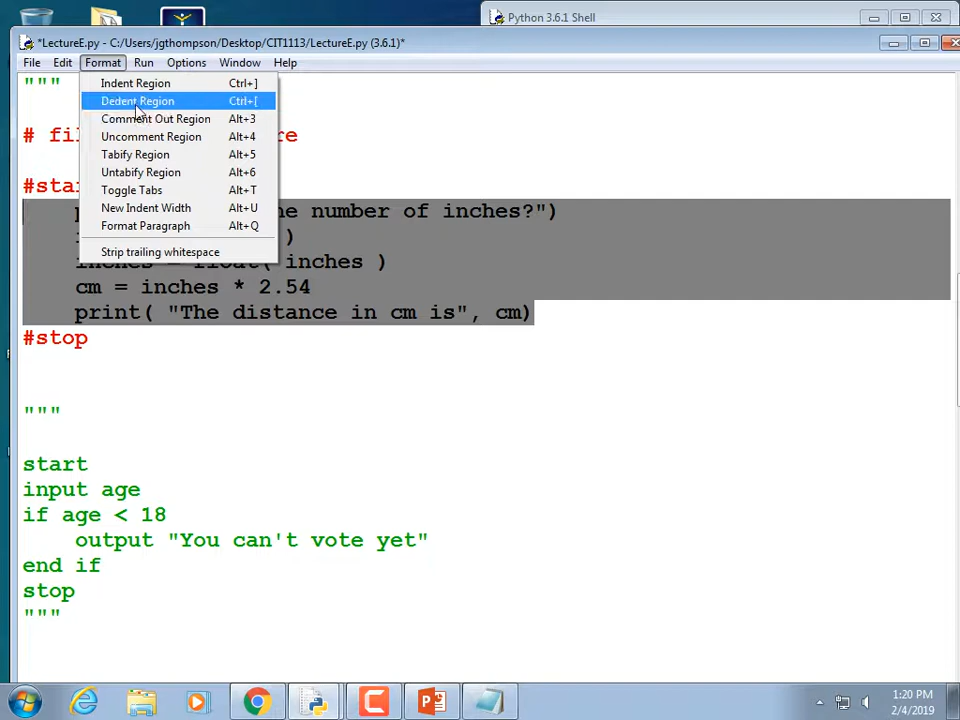 Python 3.6.1 Shell
*LectureE.py - C:/Users/jgthompson/Desktop/CIT1113/LectureE.py (3.6.1)*
File Edit Format Run Options Window Help
"""
Indent Region Ctrl+]
Dedent Region Ctrl+[
Comment Out Region Alt+3
Uncomment Region Alt+4
Tabify Region Alt+5
Untabify Region Alt+6
Toggle Tabs Alt+T
New Indent Width Alt+U
Format Paragraph Alt+Q
Strip trailing whitespace
# fil re
#sta
number of inches?")
)
inches )
cm = inches * 2.54
print( "The distance in cm is", cm)
#stop
"""
start
input age
if age < 18
output "You can't vote yet"
end if
stop
"""
1:20 PM
2/4/2019